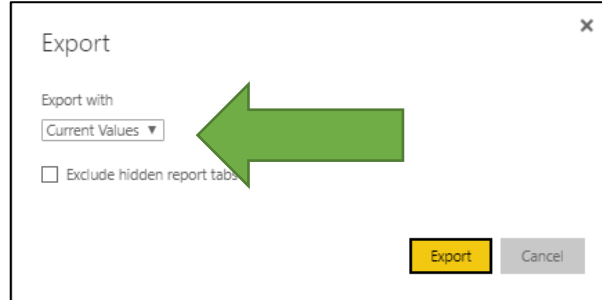 Export
Export with
Current Values
Exclude hidden report tabs
Export Cancel